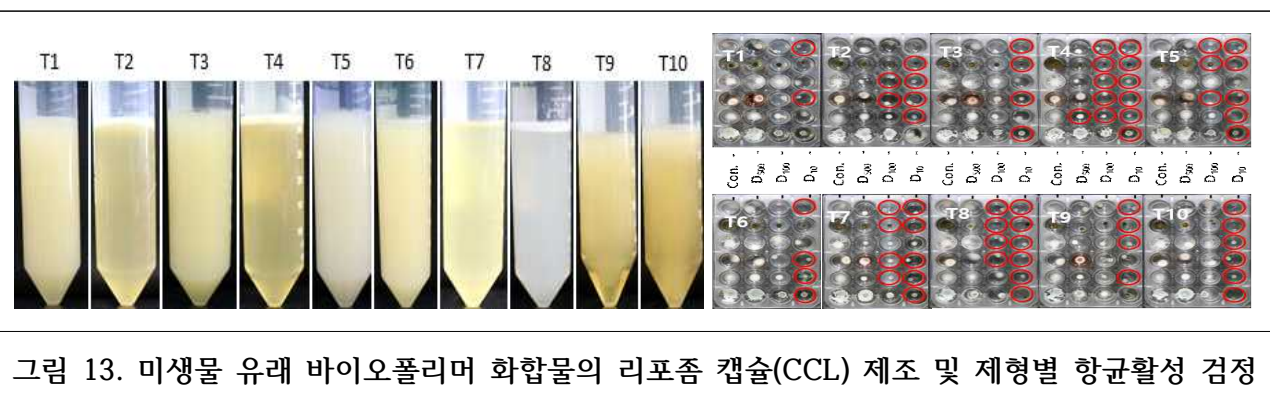 T1 T2 T3 T4 T5 T6 T7 T8 T9 T10
T1 T2 T3 T4 T5
Con. D500 D100 D10 Con. D500 D100 D10 Con. D500 D100 D10 Con. D500 D100 D10 Con. D500 D100 D10
T6 T7 T8 T9 T10
그림 13. 미생물 유래 바이오폴리머 화합물의 리포좀 캡슐(CCL) 제조 및 제형별 항균활성 검정